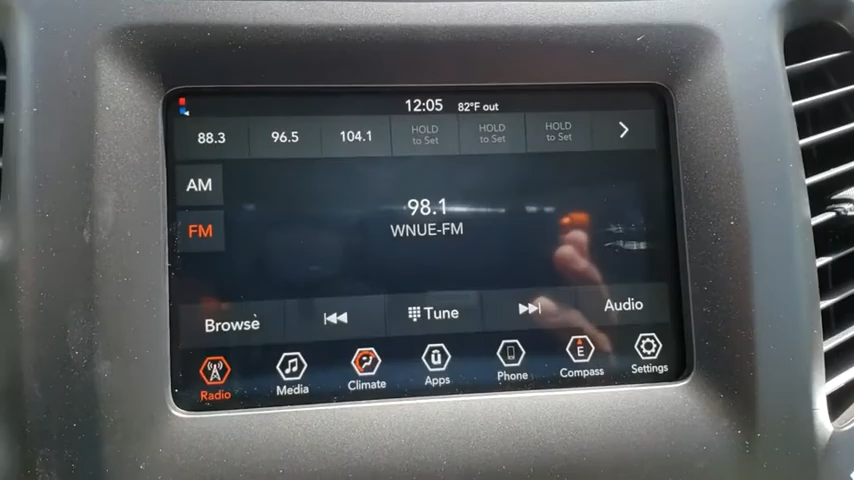 12:05 82°F out
88.3 96.5 104.1 HOLD to Set HOLD to Set HOLD to Set
AM
98.1
FM
WNUE-FM
Browse Tune Audio
Radio Media Climate Apps Phone E Compass Settings